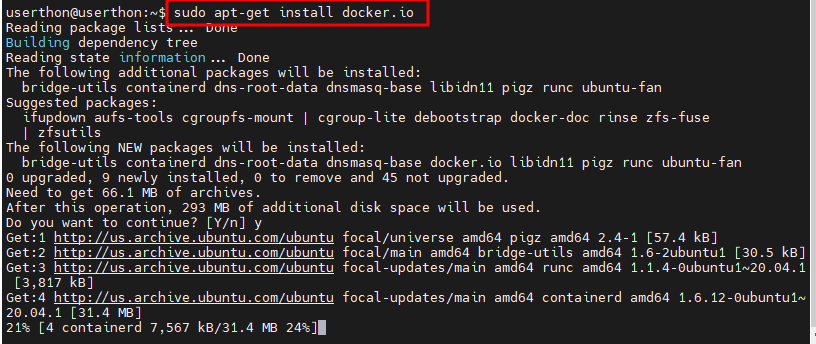 userthon@userthon:~$ sudo apt-get install docker.io
Reading package lists... Done
Building dependency tree
Reading state information... Done
The following additional packages will be installed:
  bridge-utils containerd dns-root-data dnsmasq-base libidn11 pigz runc ubuntu-fan
Suggested packages:
  ifupdown aufs-tools cgroupfs-mount | cgroup-lite debootstrap docker-doc rinse zfs-fuse
  | zfsutils
The following NEW packages will be installed:
  bridge-utils containerd dns-root-data dnsmasq-base docker.io libidn11 pigz runc ubuntu-fan
0 upgraded, 9 newly installed, 0 to remove and 45 not upgraded.
Need to get 66.1 MB of archives.
After this operation, 293 MB of additional disk space will be used.
Do you want to continue? [Y/n] y
Get:1 http://us.archive.ubuntu.com/ubuntu focal/universe amd64 pigz amd64 2.4-1 [57.4 kB]
Get:2 http://us.archive.ubuntu.com/ubuntu focal/main amd64 bridge-utils amd64 1.6-2ubuntu1 [30.5 kB]
Get:3 http://us.archive.ubuntu.com/ubuntu focal-updates/main amd64 runc amd64 1.1.4-0ubuntu1~20.04.1
 [3,817 kB]
Get:4 http://us.archive.ubuntu.com/ubuntu focal-updates/main amd64 containerd amd64 1.6.12-0ubuntu1~
20.04.1 [31.4 MB]
21% [4 containerd 7,567 kB/31.4 MB 24%]